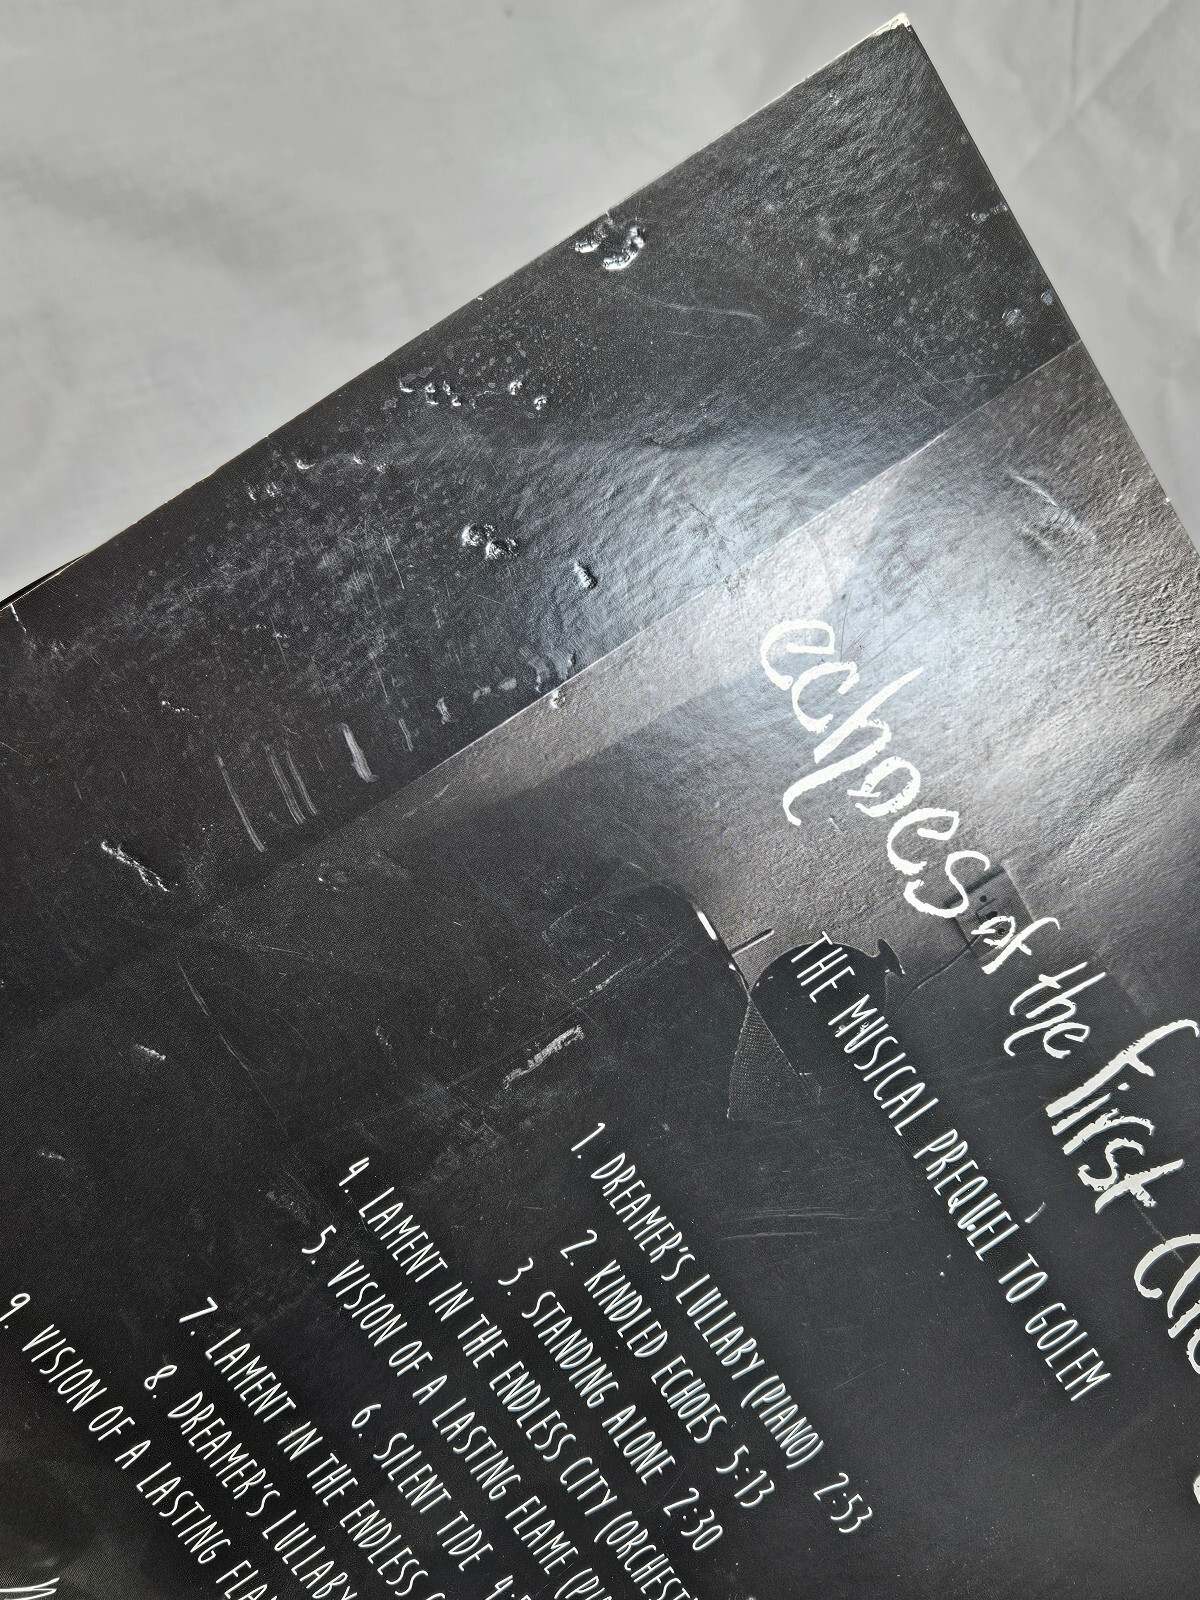 echoes of the first
THE MUSICAL PREQUEL TO GOLEM
1. DREAMER'S LULLABY (PIANO) 2:53
2. KINDLED ECHOES 5:13
3. STANDING ALONE 2:30
4. LAMENT IN THE ENDLESS CITY
5. VISION OF A LASTING FLAME
6. SILENT TIDE
7. LAMENT IN THE ENDLESS
8. DREAMER'S LULLABY
9. VISION OF A LASTING